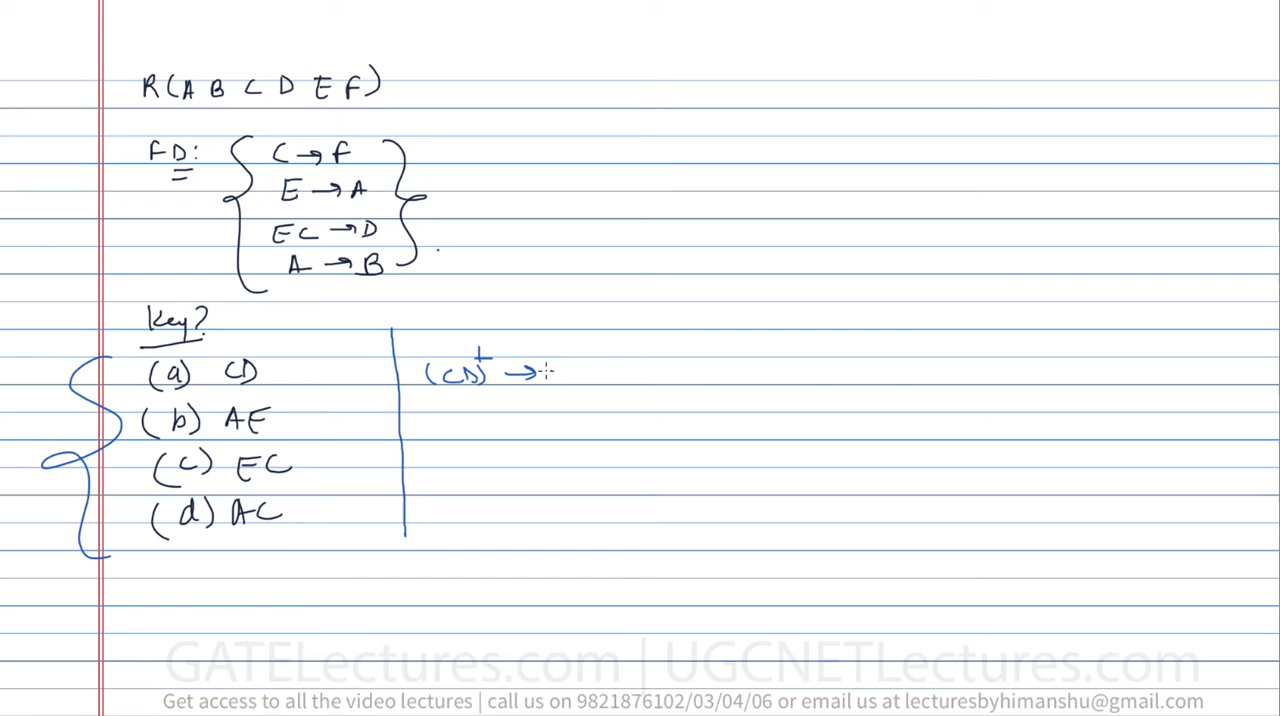 R(A B C D E F)
FD: { C → F
E → A
EC → D
A → B }.
Key?
(a) CD
(CD)⁺ →
(b) AE
(c) EC
(d) AC
GATELectures.com | UGCNETLectures.com
Get access to all the video lectures | call us on 9821876102/03/04/06 or email us at lecturesbyhimanshu@gmail.com